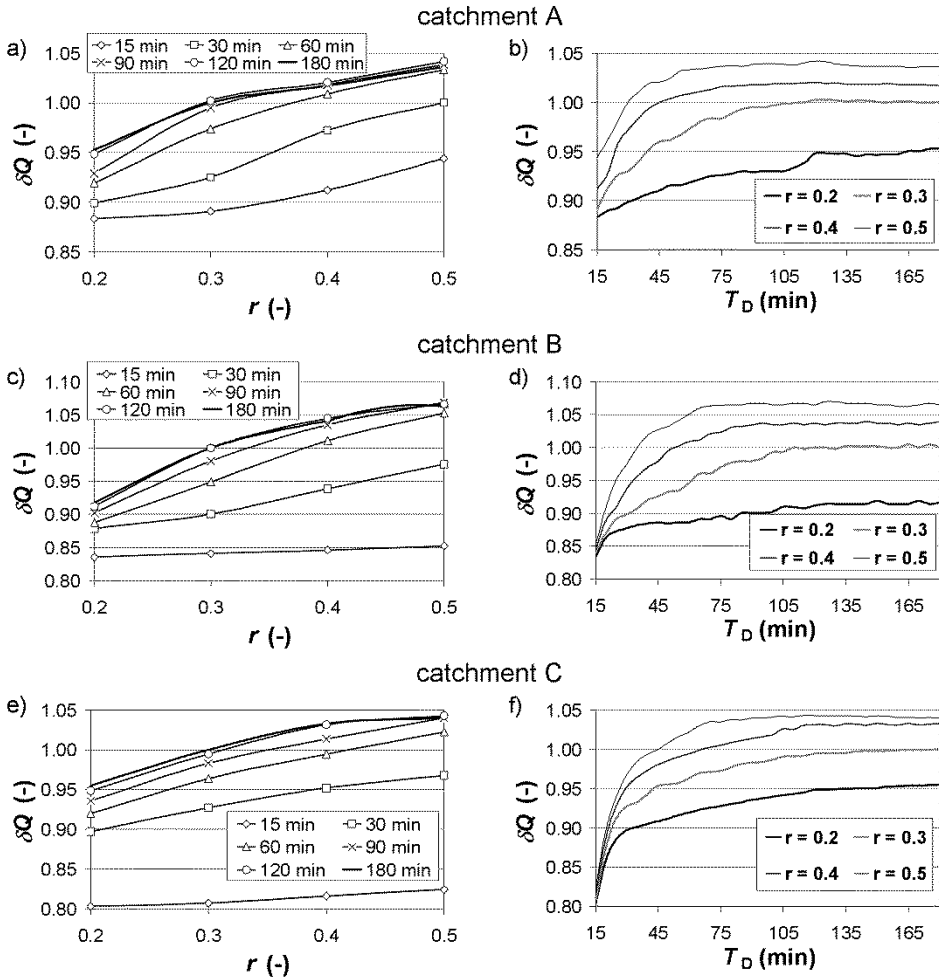 catchment A
a)
15 min 30 min 60 min
90 min 120 min 180 min
1.05
1.00
0.95
0.90
0.85
δQ (-)
0.2 0.3 0.4 0.5
r (-)
b)
1.05
1.00
0.95
0.90
0.85
δQ (-)
r = 0.2 r = 0.3
r = 0.4 r = 0.5
15 45 75 105 135 165
TD (min)
catchment B
c)
15 min 30 min
60 min 90 min
120 min 180 min
1.10
1.05
1.00
0.95
0.90
0.85
0.80
δQ (-)
0.2 0.3 0.4 0.5
r (-)
d)
1.10
1.05
1.00
0.95
0.90
0.85
0.80
δQ (-)
r = 0.2 r = 0.3
r = 0.4 r = 0.5
15 45 75 105 135 165
TD (min)
catchment C
e)
1.05
1.00
0.95
0.90
0.85
0.80
δQ (-)
15 min 30 min
60 min 90 min
120 min 180 min
0.2 0.3 0.4 0.5
r (-)
f)
1.05
1.00
0.95
0.90
0.85
0.80
δQ (-)
r = 0.2 r = 0.3
r = 0.4 r = 0.5
15 45 75 105 135 165
TD (min)